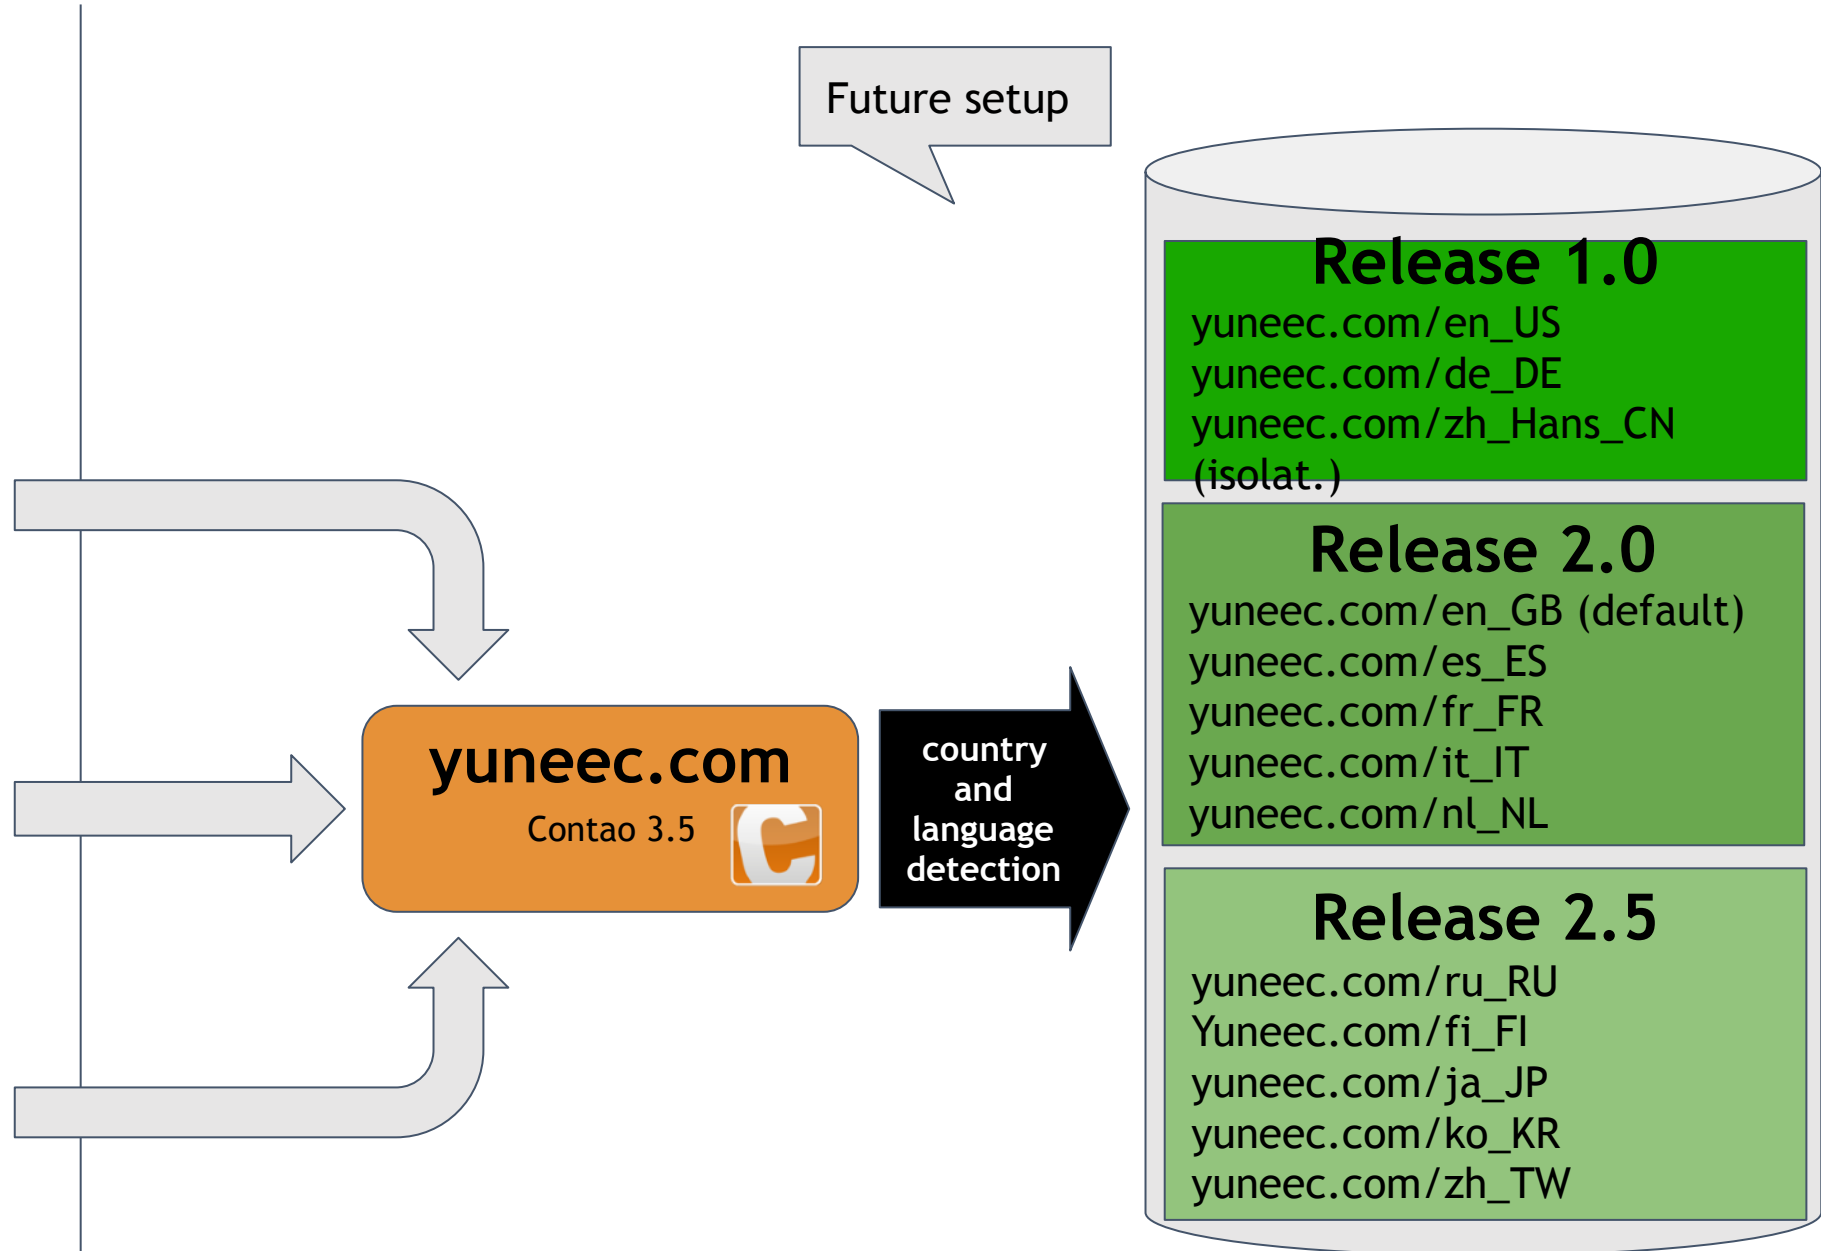 Future setup
Release 1.0
yuneec.com/en_US
yuneec.com/de_DE
yuneec.com/zh_Hans_CN
(isolat.)
Release 2.0
yuneec.com/en_GB (default)
yuneec.com/es_ES
yuneec.com/fr_FR
yuneec.com/it_IT
yuneec.com/nl_NL
yuneec.com
Contao 3.5
C
country
and
language
detection
Release 2.5
yuneec.com/ru_RU
Yuneec.com/fi_FI
yuneec.com/ja_JP
yuneec.com/ko_KR
yuneec.com/zh_TW